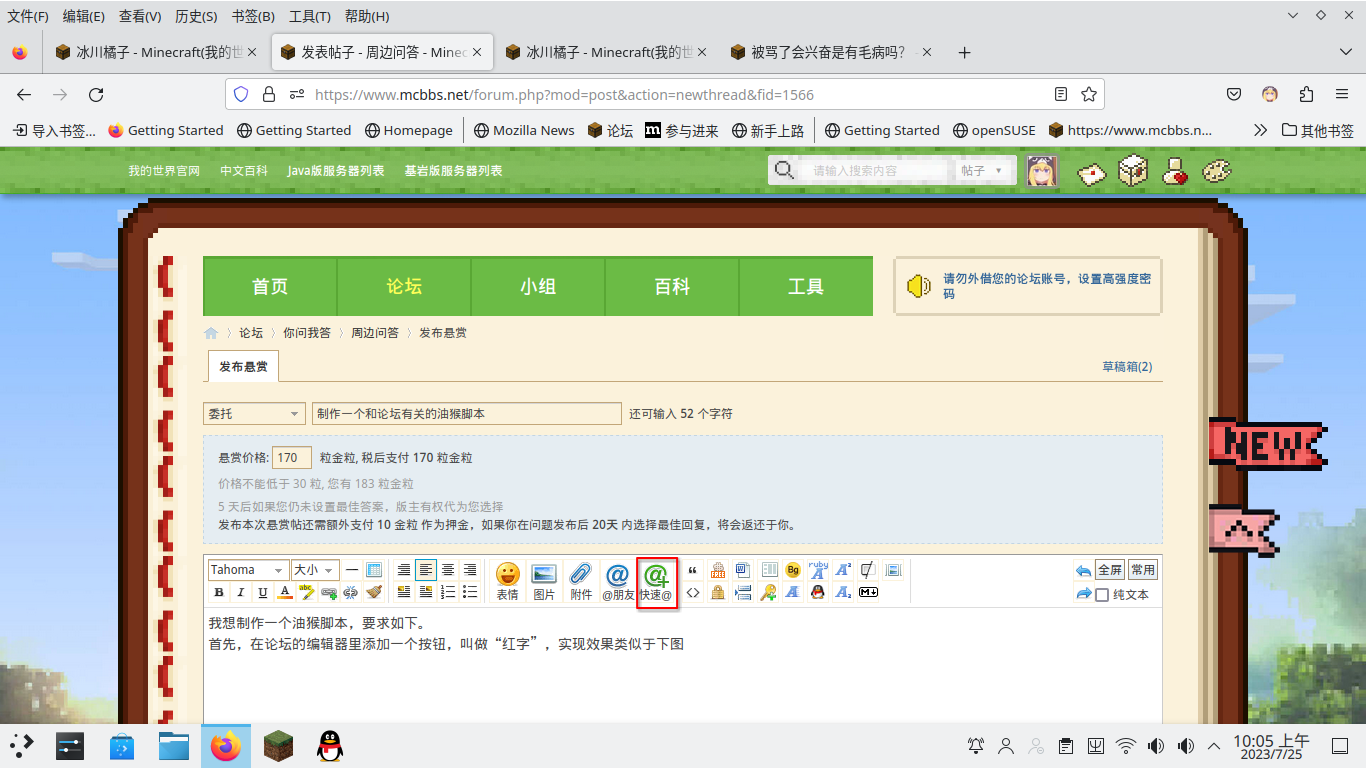 文件(F) 编辑(E) 查看(V) 历史(S) 书签(B) 工具(T) 帮助(H)
冰川橘子 - Minecraft(我的世
发表帖子 - 周边问答 - Minec
冰川橘子 - Minecraft(我的世
被骂了会兴奋是有毛病吗？ -
https://www.mcbbs.net/forum.php?mod=post&action=newthread&fid=1566
导入书签... Getting Started Getting Started Homepage Mozilla News 论坛 参与进来 新手上路 Getting Started openSUSE https://www.mcbbs.n... 其他书签
我的世界官网 中文百科 Java版服务器列表 基岩版服务器列表 请输入搜索内容 帖子
首页 论坛 小组 百科 工具
请勿外借您的论坛账号，设置高强度密
码
论坛 〉 你问我答 〉 周边问答 〉 发布悬赏
发布悬赏 草稿箱(2)
委托 制作一个和论坛有关的油猴脚本 还可输入 52 个字符
NEW
悬赏价格: 170 粒金粒, 税后支付 170 粒金粒
价格不能低于 30 粒, 您有 183 粒金粒
5 天后如果您仍未设置最佳答案，版主有权代为您选择
发布本次悬赏帖还需额外支付 10 金粒 作为押金，如果你在问题发布后 20天 内选择最佳回复，将会返还于你。
Tahoma 大小 Bg ruby A A² 全屏 常用
B I U A abc 表情 图片 附件 @朋友 快速@ <> A A₂ M 纯文本
我想制作一个油猴脚本，要求如下。
首先，在论坛的编辑器里添加一个按钮，叫做“红字”，实现效果类似于下图
10:05 上午
2023/7/25